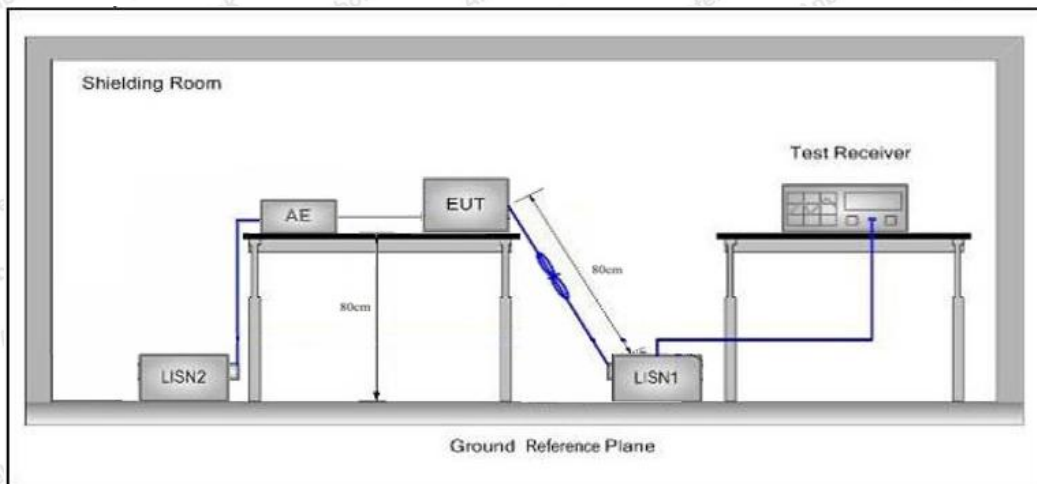 Shielding Room
Test Receiver
AE
EUT
80cm
80cm
LISN2
LISN1
Ground Reference Plane